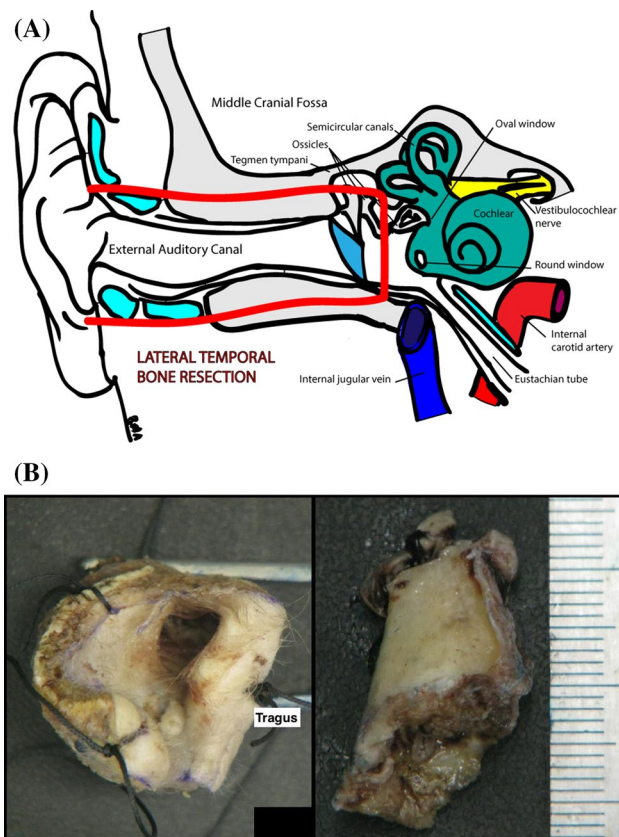 (A)
Middle Cranial Fossa
Semicircular canals
Oval window
Ossicles
Tegmen tympani
Cochlear
Vestibulocochlear
nerve
External Auditory Canal
Round window
LATERAL TEMPORAL
BONE RESECTION
Internal
carotid artery
Internal jugular vein
Eustachian tube
(B)
Tragus